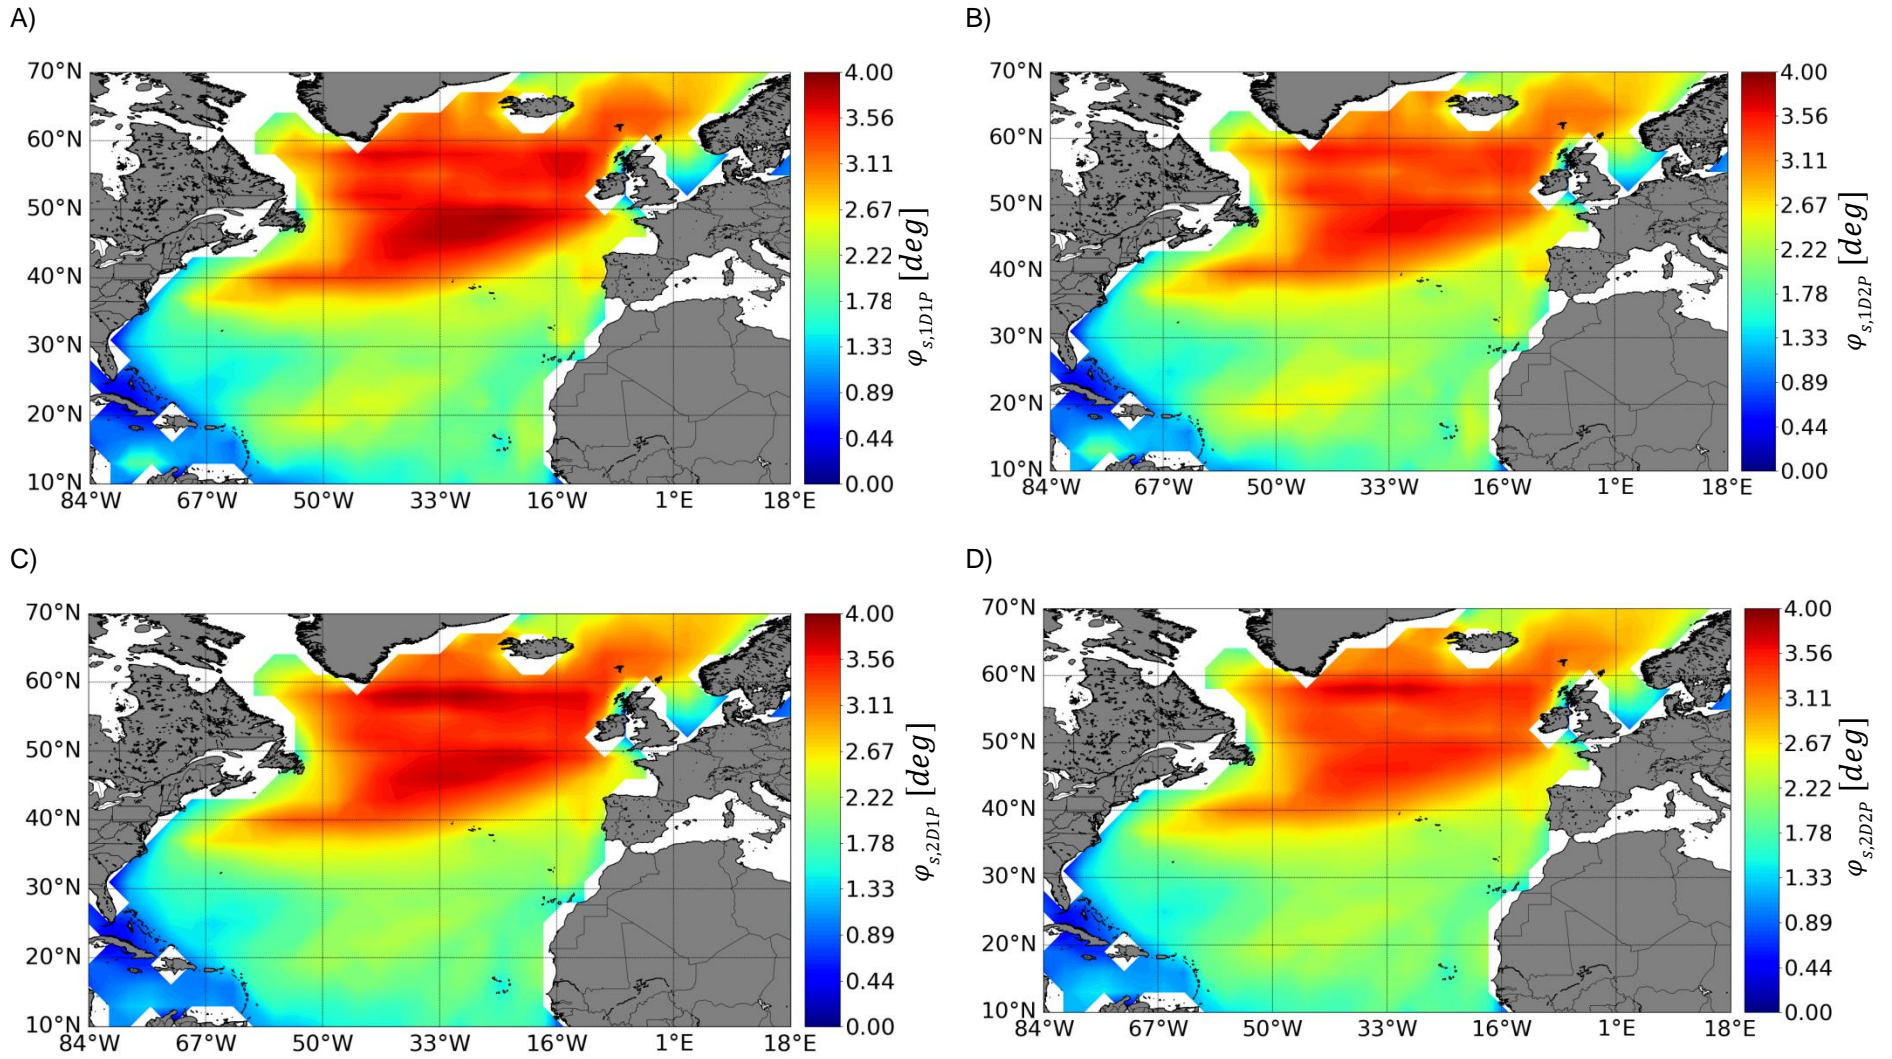 A)
70°N
60°N
50°N
40°N
30°N
20°N
10°N
84°W 67°W 50°W 33°W 16°W 1°E 18°E
4.00
3.56
3.11
2.67
2.22
1.78
1.33
0.89
0.44
0.00
φs,1D1P [deg]
B)
70°N
60°N
50°N
40°N
30°N
20°N
10°N
84°W 67°W 50°W 33°W 16°W 1°E 18°E
4.00
3.56
3.11
2.67
2.22
1.78
1.33
0.89
0.44
0.00
φs,1D2P [deg]
C)
70°N
60°N
50°N
40°N
30°N
20°N
10°N
84°W 67°W 50°W 33°W 16°W 1°E 18°E
4.00
3.56
3.11
2.67
2.22
1.78
1.33
0.89
0.44
0.00
φs,2D1P [deg]
D)
70°N
60°N
50°N
40°N
30°N
20°N
10°N
84°W 67°W 50°W 33°W 16°W 1°E 18°E
4.00
3.56
3.11
2.67
2.22
1.78
1.33
0.89
0.44
0.00
φs,2D2P [deg]